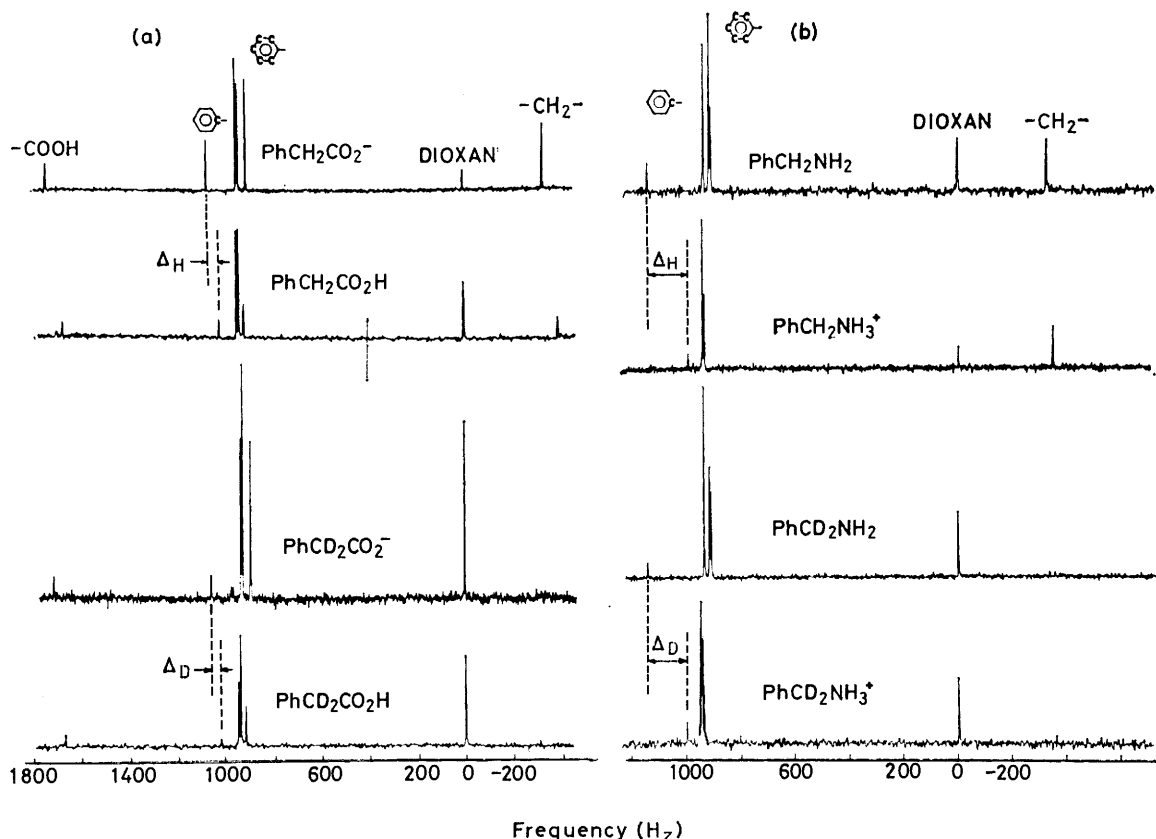 (a)
-COOH
C-
PhCH2CO2-
DIOXAN
-CH2-
ΔH
PhCH2CO2H
PhCD2CO2-
ΔD
PhCD2CO2H
1800 1400 1000 600 200 0 -200
(b)
C-
DIOXAN
-CH2-
PhCH2NH2
ΔH
PhCH2NH3+
PhCD2NH2
ΔD
PhCD2NH3+
1000 600 200 0 -200
Frequency (Hz)